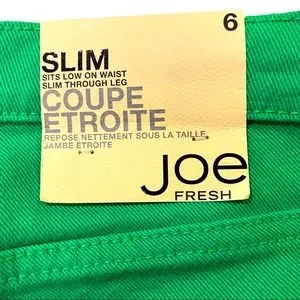 6
SLIM
SITS LOW ON WAIST
SLIM THROUGH LEG
COUPE
ETROITE
REPOSE NETTEMENT SOUS LA TAILLE,
JAMBE ÉTROITE
Joe
FRESH